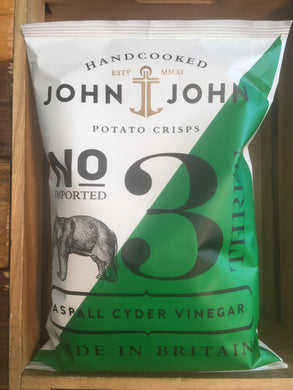 HANDCOOKED
ESTD MMXI
JOHN JOHN
POTATO CRISPS
NO
IMPORTED
3
THREE
ASPALL CYDER VINEGAR
MADE IN BRITAIN